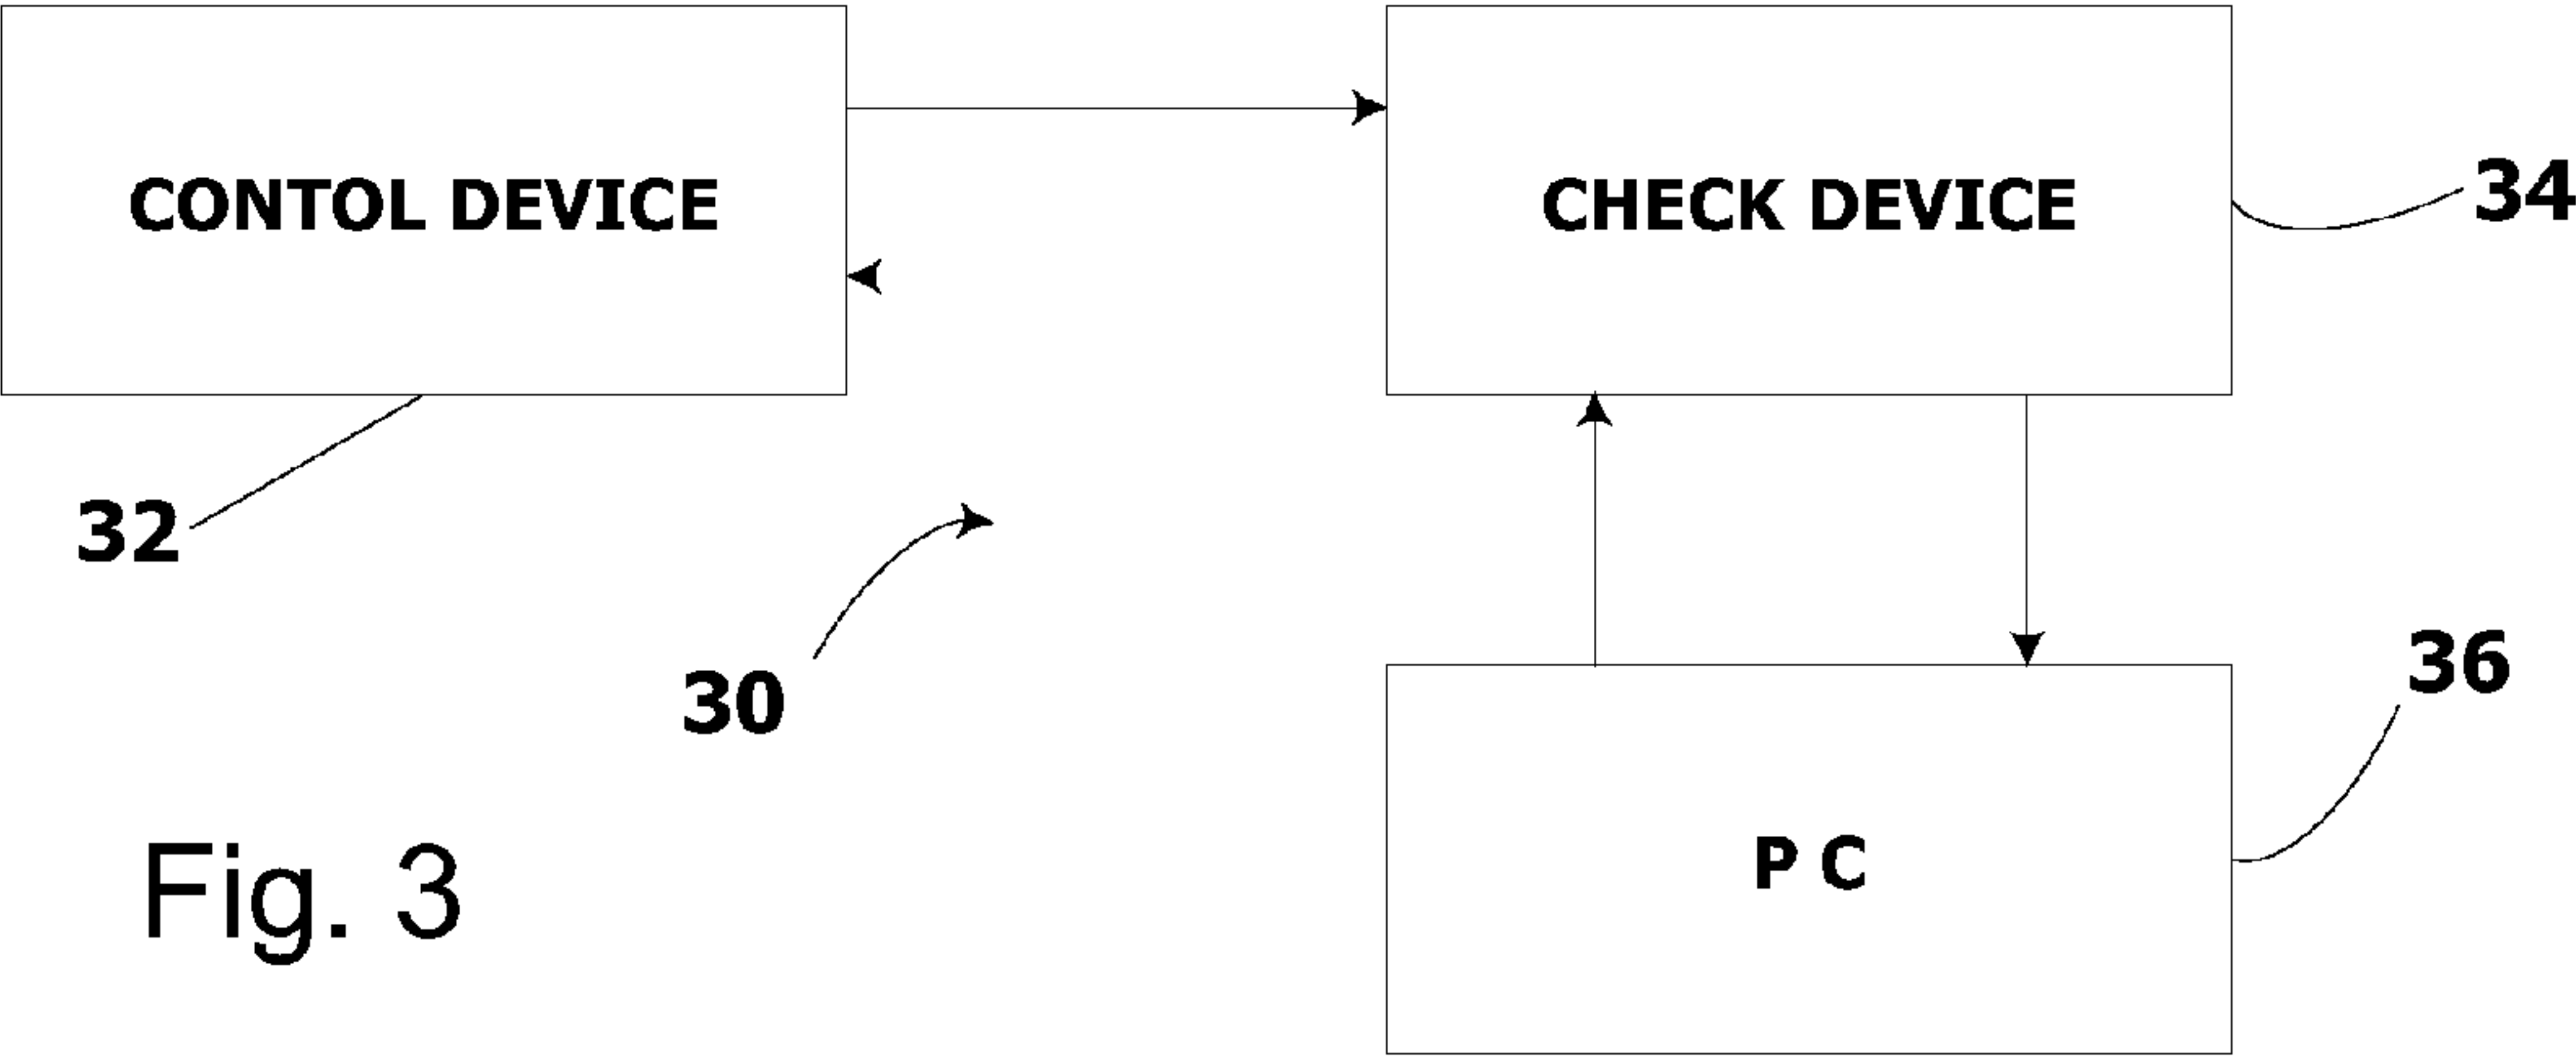 CONTOL DEVICE
CHECK DEVICE
34
32
30
36
P C
Fig. 3